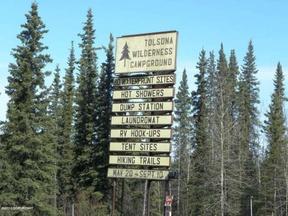 TOLSONA
WILDERNESS
CAMPGROUND
WATERFRONT SITES
HOT SHOWERS
DUMP STATION
LAUNDROMAT
RV HOOK-UPS
TENT SITES
HIKING TRAILS
MAY 20 - SEPT. 10